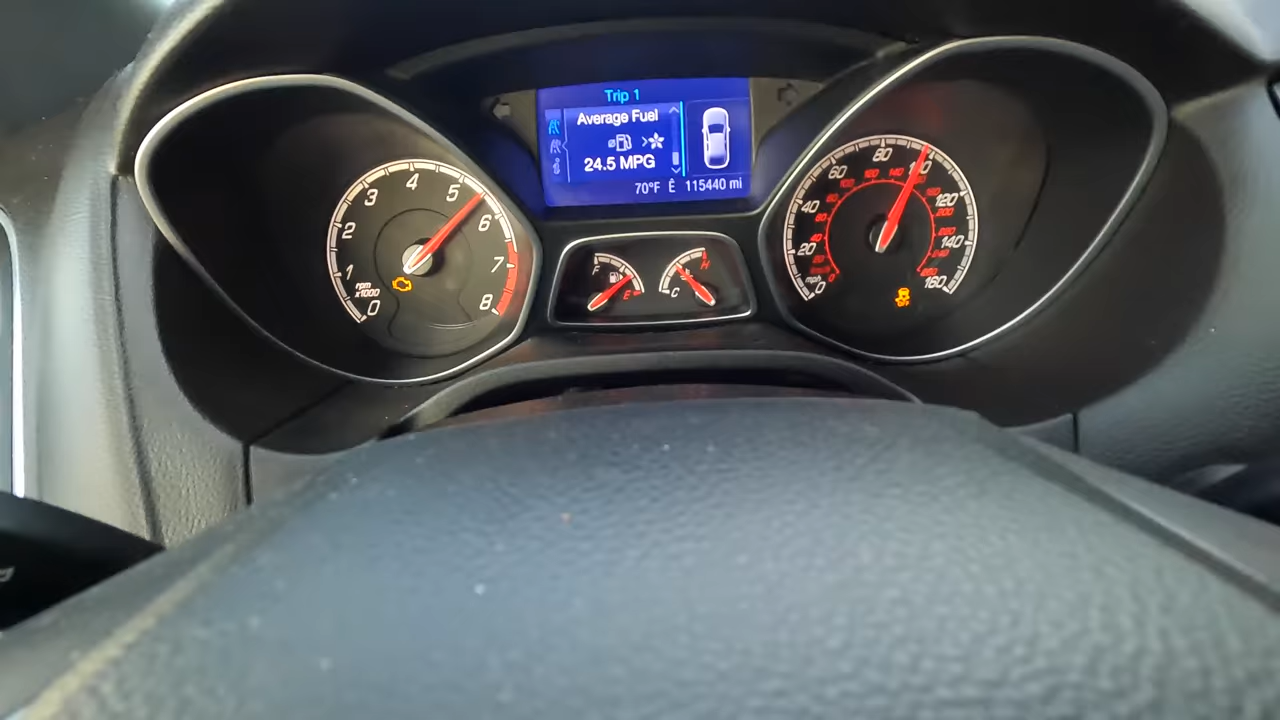 Trip 1
Average Fuel
24.5 MPG
70°F Ê 115440 mi
0 1 2 3 4 5 6 7 8
rpm
x1000
F E
C H
0 20 40 60 80 120 140 160
mph